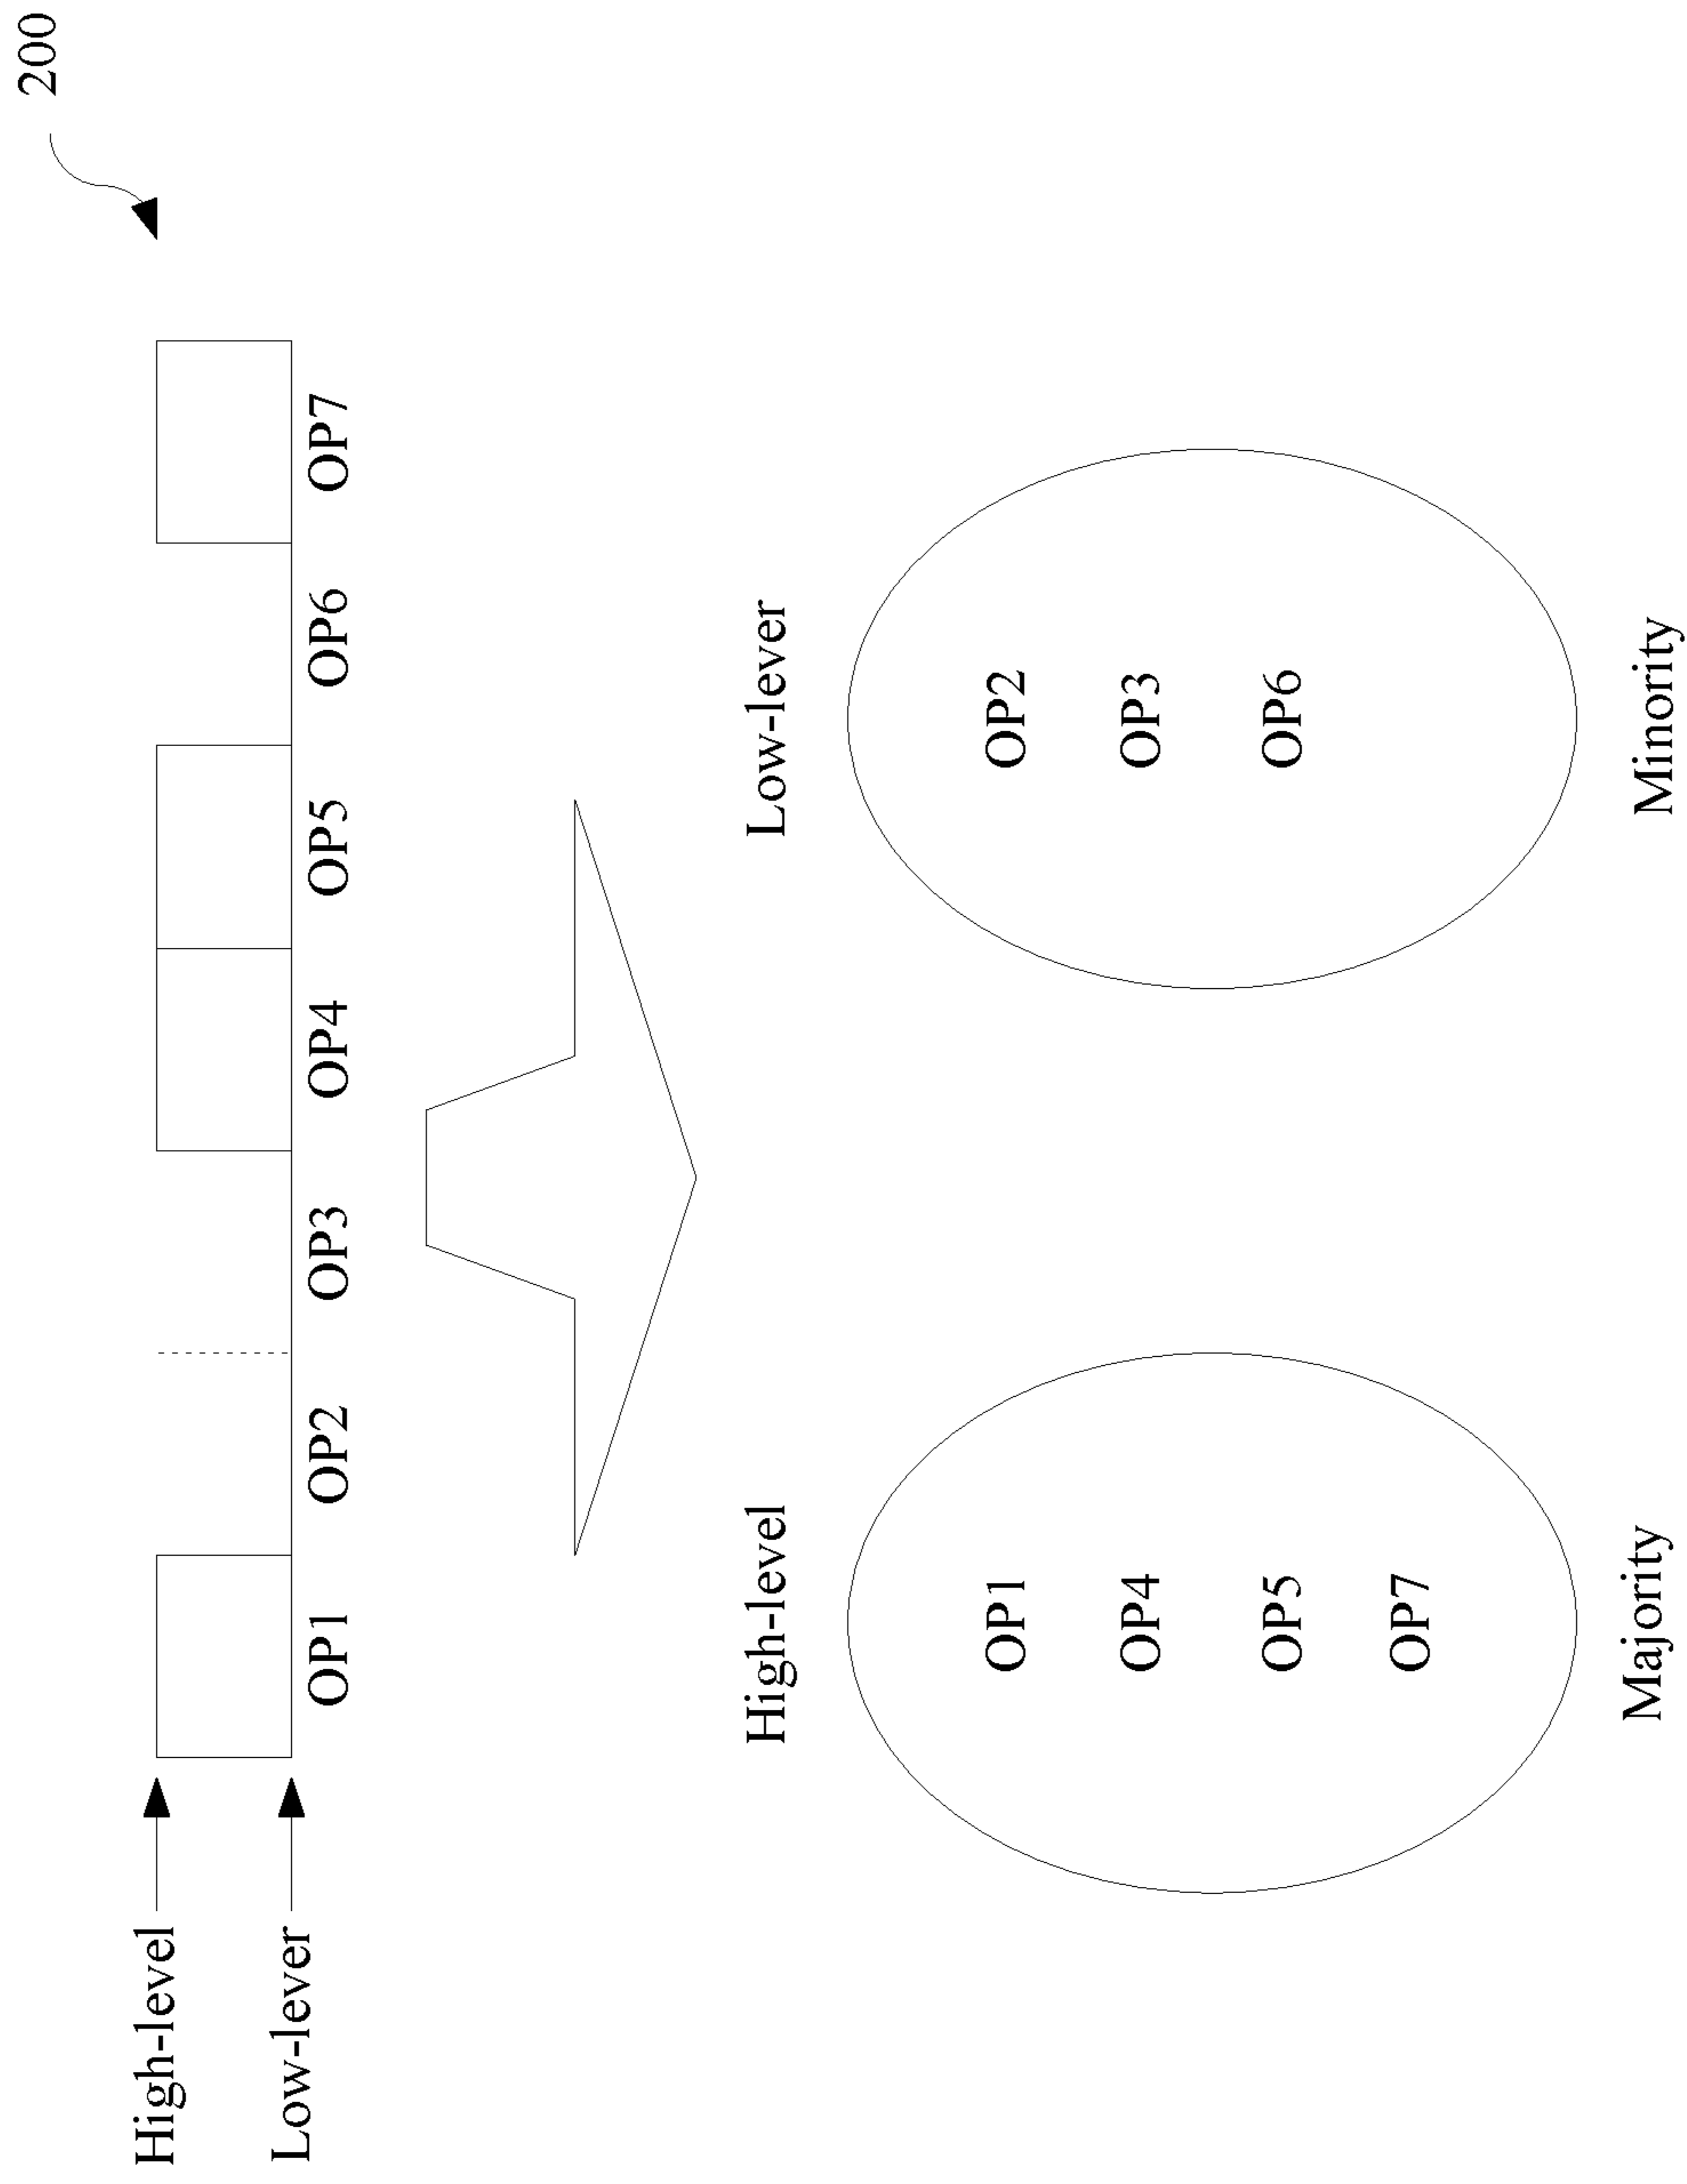 200
High-level
Low-lever
OP1 OP2 OP3 OP4 OP5 OP6 OP7
High-level Low-lever
OP1 OP2
OP4 OP3
OP5 OP6
OP7
Majority Minority